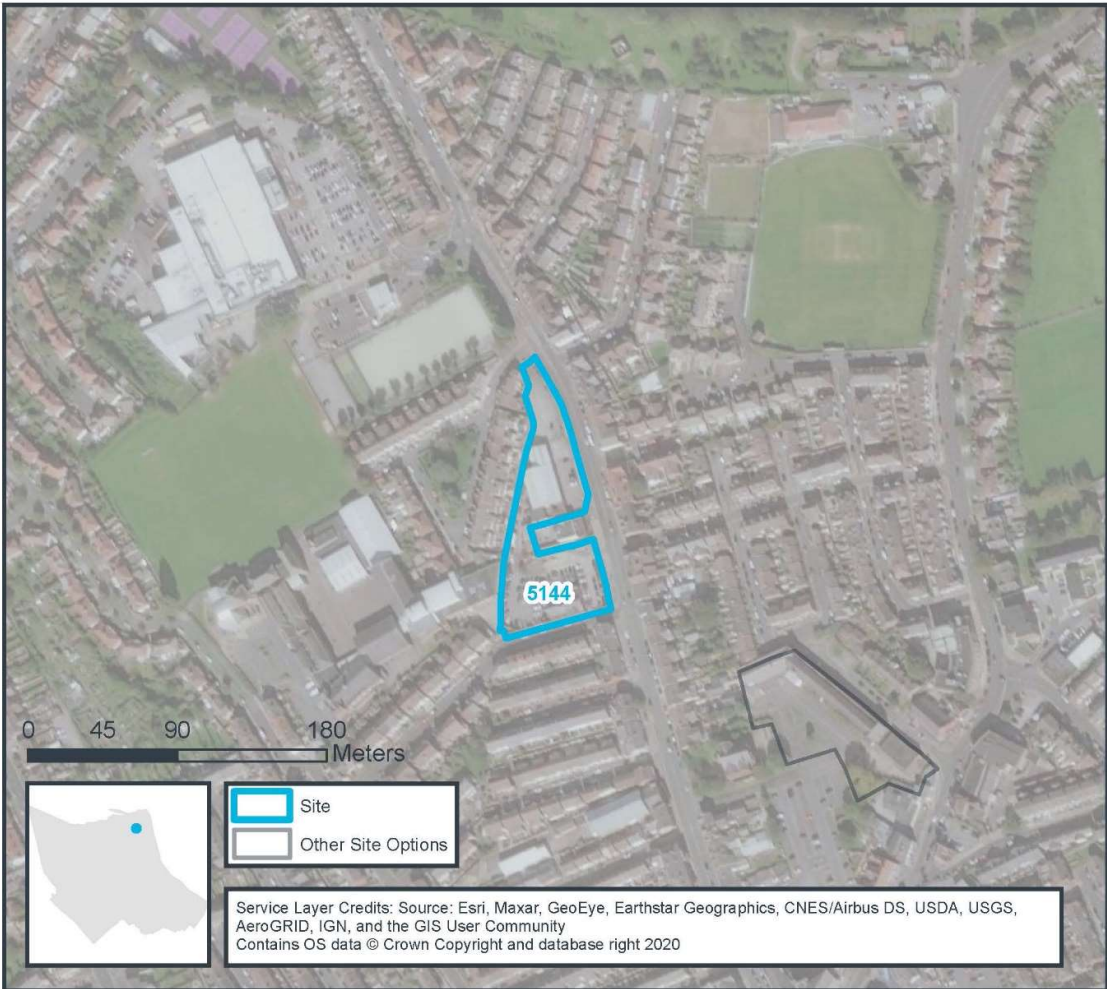 5144
0 45 90 180
Meters
Site
Other Site Options
Service Layer Credits: Source: Esri, Maxar, GeoEye, Earthstar Geographics, CNES/Airbus DS, USDA, USGS,
AeroGRID, IGN, and the GIS User Community
Contains OS data © Crown Copyright and database right 2020